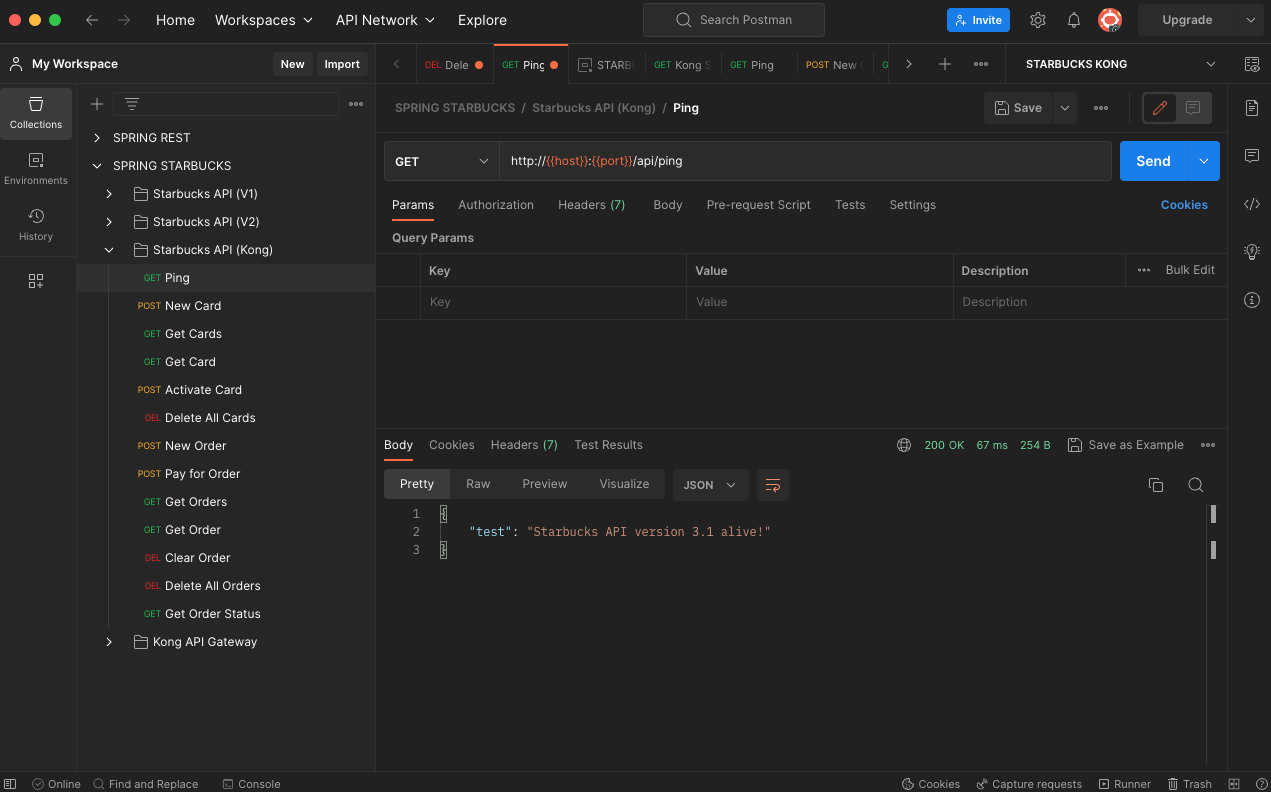 Home Workspaces API Network Explore Search Postman Invite Upgrade
My Workspace New Import DEL Dele GET Ping STARB GET Kong S GET Ping POST New STARBUCKS KONG
SPRING STARBUCKS / Starbucks API (Kong) / Ping Save
Collections
Environments
History
SPRING REST
SPRING STARBUCKS
Starbucks API (V1)
Starbucks API (V2)
Starbucks API (Kong)
GET Ping
POST New Card
GET Get Cards
GET Get Card
POST Activate Card
DEL Delete All Cards
POST New Order
POST Pay for Order
GET Get Orders
GET Get Order
DEL Clear Order
DEL Delete All Orders
GET Get Order Status
Kong API Gateway
GET http://{{host}}:{{port}}/api/ping Send
Params Authorization Headers (7) Body Pre-request Script Tests Settings Cookies
Query Params
Key Value Description Bulk Edit
Key Value Description
Body Cookies Headers (7) Test Results 200 OK 67 ms 254 B Save as Example
Pretty Raw Preview Visualize JSON
1 {
2 "test": "Starbucks API version 3.1 alive!"
3 }
Online Find and Replace Console Cookies Capture requests Runner Trash